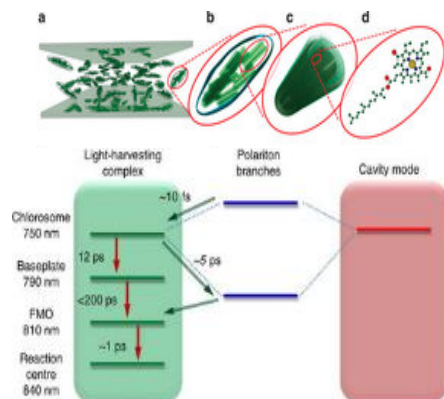 a
b
c
d
Light-harvesting
complex
Polariton
branches
Cavity mode
~10 fs
Chlorosome
750 nm
12 ps
~5 ps
Baseplate
790 nm
<200 ps
FMO
810 nm
~1 ps
Reaction
centre
840 nm